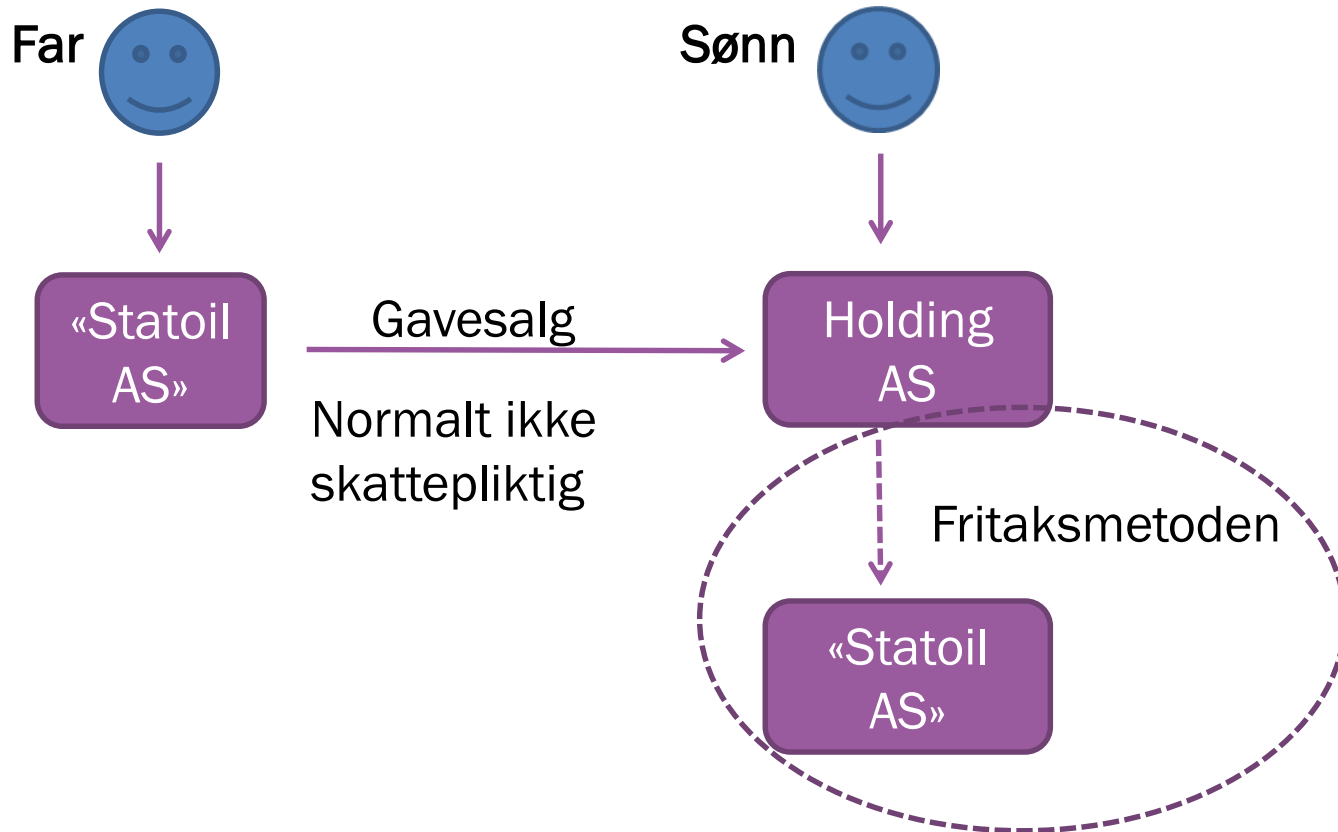 Far
Sønn
«Statoil
AS»
Gavesalg
Normalt ikke
skattepliktig
Holding
AS
Fritaksmetoden
«Statoil
AS»